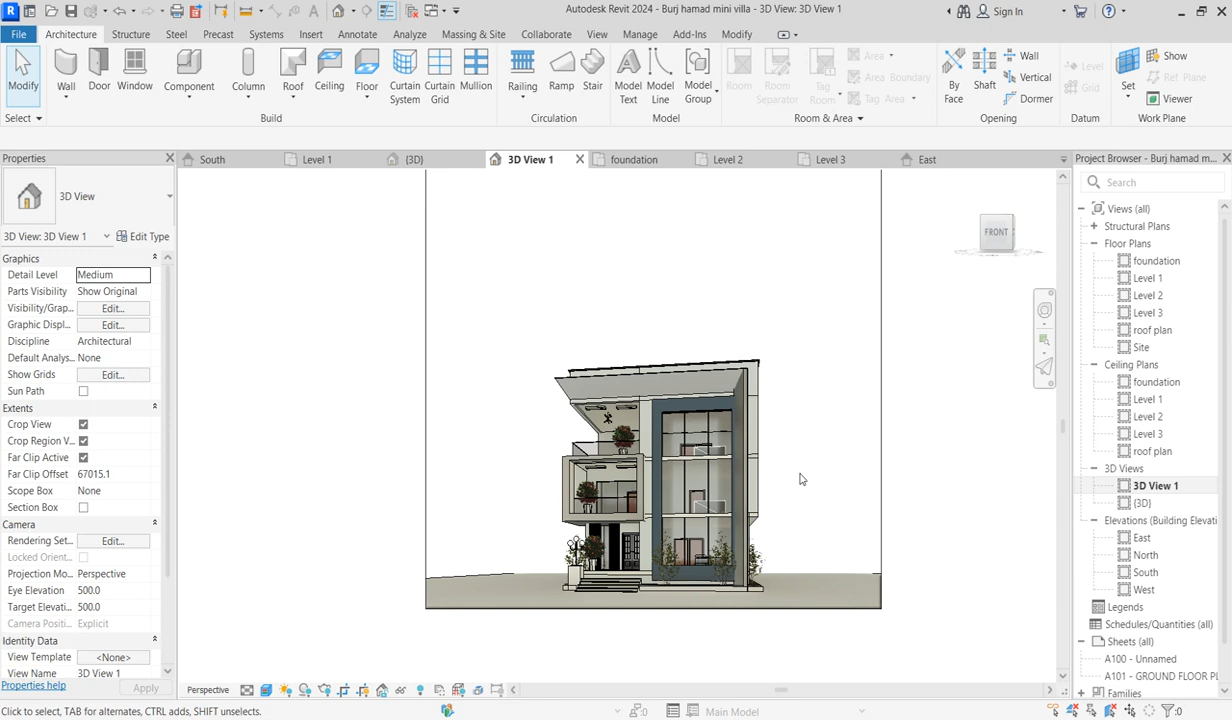 Autodesk Revit 2024 - Burj hamad mini villa - 3D View: 3D View 1
Sign In
File Architecture Structure Steel Precast Systems Insert Annotate Analyze Massing & Site Collaborate View Manage Add-Ins Modify
Modify Wall Door Window Component Column Roof Ceiling Floor Curtain System Curtain Grid Mullion Railing Ramp Stair Model Text Model Line Model Group Room Room Separator Tag Room Area Area Boundary Tag Area By Face Shaft Wall Vertical Dormer Level Grid Set Show Ref Plane Viewer
Select Build Circulation Model Room & Area Opening Datum Work Plane
Properties
South Level 1 {3D} 3D View 1 foundation Level 2 Level 3 East
Project Browser - Burj hamad m...
3D View
3D View: 3D View 1 Edit Type
Graphics
Detail Level Medium
Parts Visibility Show Original
Visibility/Grap... Edit...
Graphic Displ... Edit...
Discipline Architectural
Default Analys... None
Show Grids Edit...
Sun Path
Extents
Crop View
Crop Region V...
Far Clip Active
Far Clip Offset 67015.1
Scope Box None
Section Box
Camera
Rendering Set... Edit...
Locked Orient...
Projection Mo... Perspective
Eye Elevation 500.0
Target Elevati... 500.0
Camera Positi... Explicit
Identity Data
View Template <None>
View Name 3D View 1
Properties help Apply
FRONT
Search
Views (all)
Structural Plans
Floor Plans
foundation
Level 1
Level 2
Level 3
roof plan
Site
Ceiling Plans
foundation
Level 1
Level 2
Level 3
roof plan
3D Views
3D View 1
{3D}
Elevations (Building Elevati
East
North
South
West
Legends
Schedules/Quantities (all)
Sheets (all)
A100 - Unnamed
A101 - GROUND FLOOR PL
Families
Perspective
Click to select, TAB for alternates, CTRL adds, SHIFT unselects.
:0
Main Model
:0